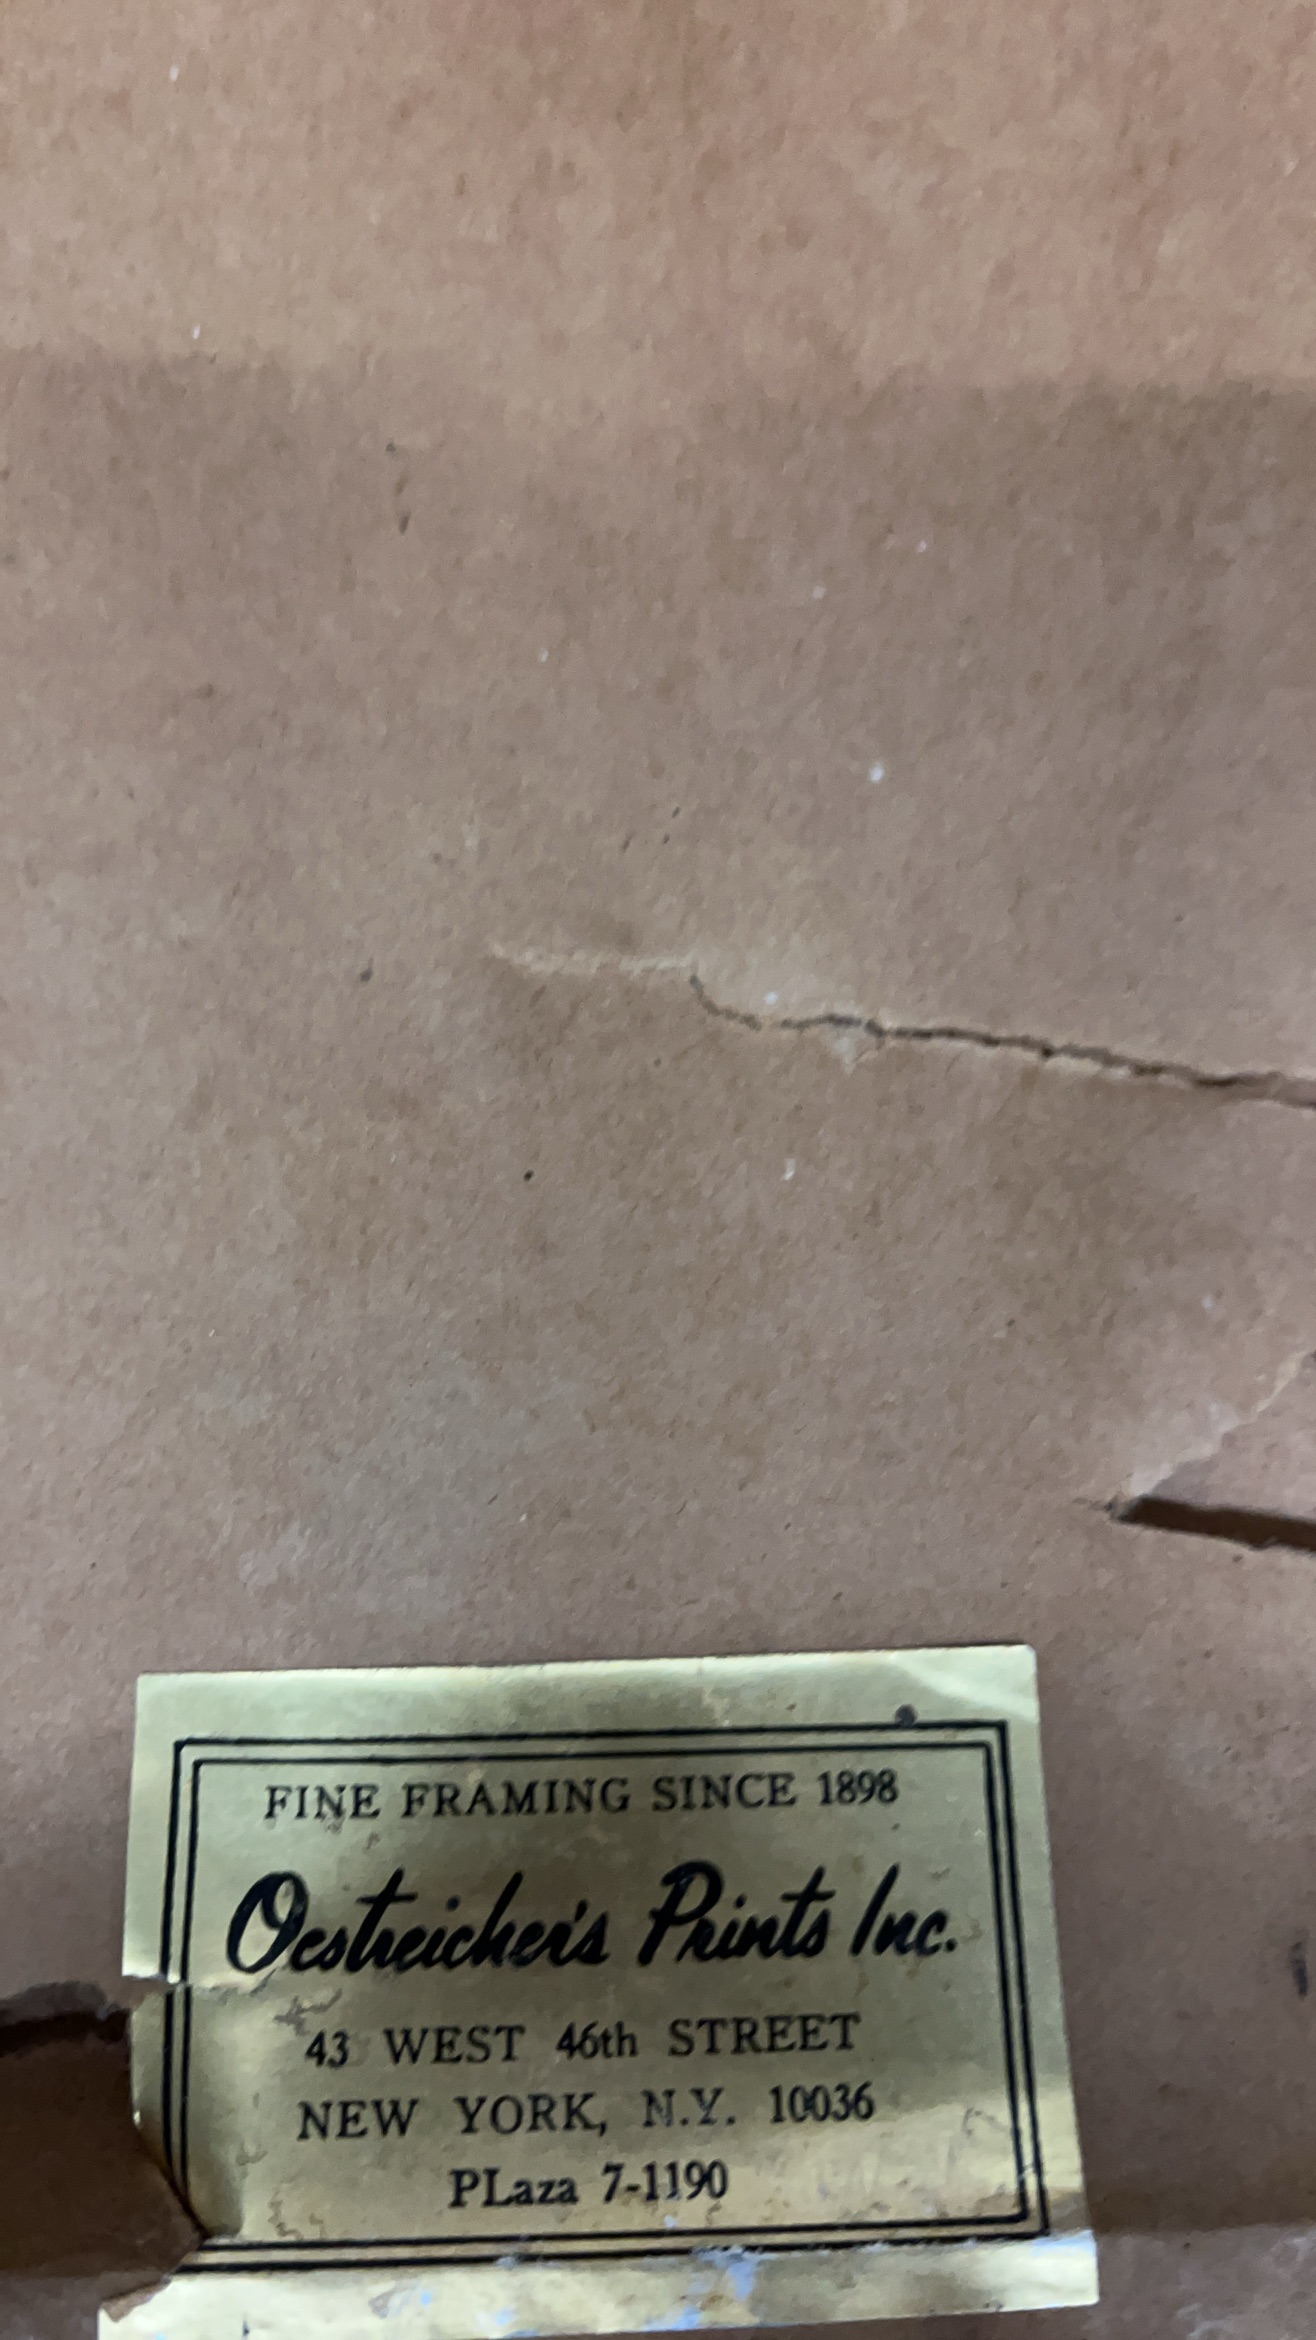 FINE FRAMING SINCE 1898
Oestreicher's Prints Inc.
43 WEST 46th STREET
NEW YORK, N.Y. 10036
PLaza 7-1190